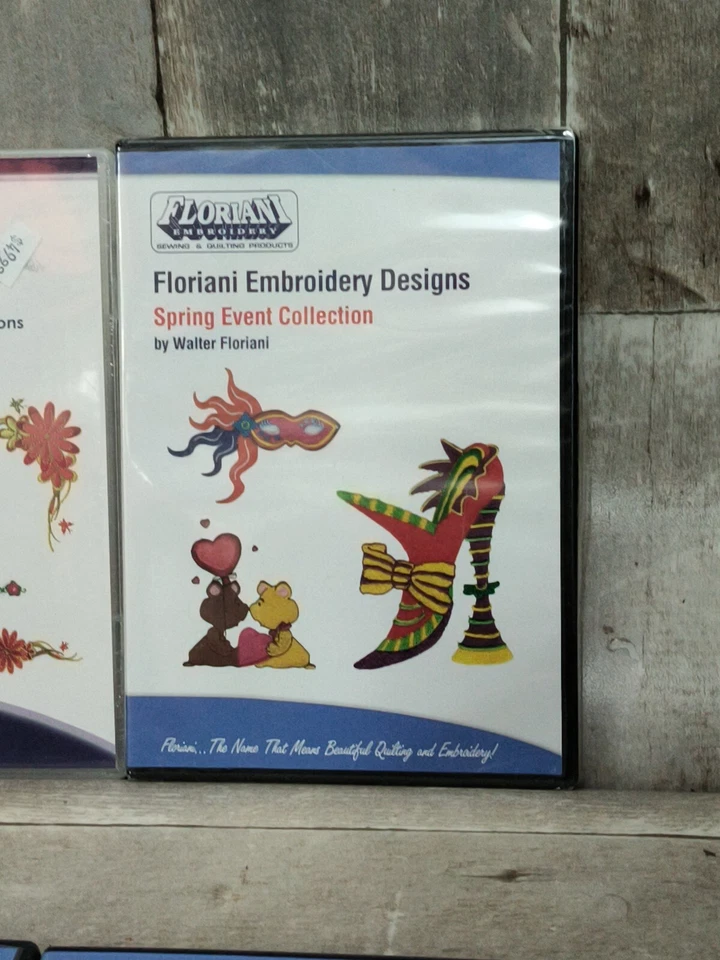 FLORIANI
EMBROIDERY
SEWING & QUILTING PRODUCTS
Floriani Embroidery Designs
Spring Event Collection
by Walter Floriani
Floriani...The Name That Means Beautiful Quilting and Embroidery!
ons